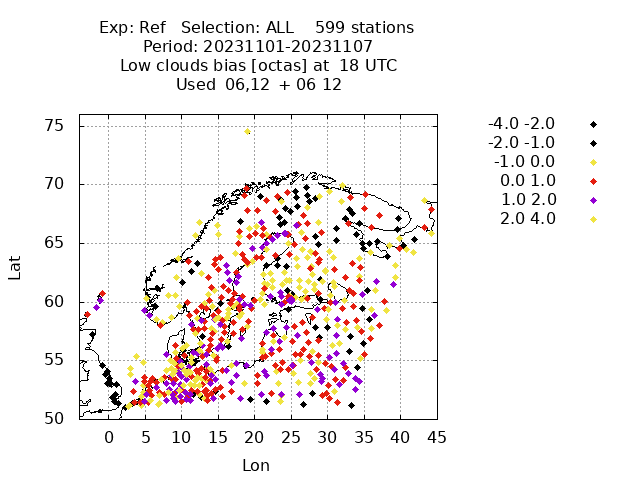 Exp: Ref   Selection: ALL    599 stations
Period: 20231101-20231107
Low clouds bias [octas] at  18 UTC
Used  06,12  + 06 12
-4.0 -2.0
-2.0 -1.0
-1.0 0.0
0.0 1.0
1.0 2.0
2.0 4.0
75
70
65
60
55
50
Lat
0 5 10 15 20 25 30 35 40 45
Lon